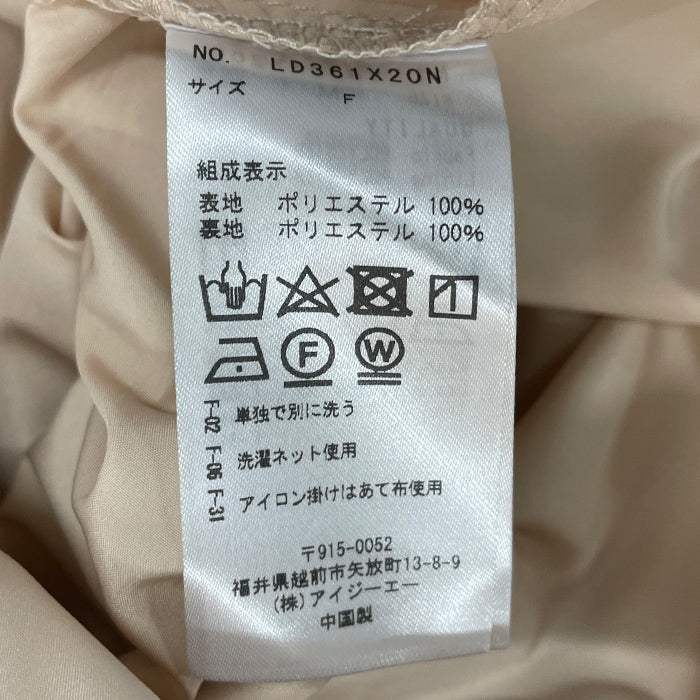 NO. LD361X20N
サイズ F
組成表示
表地 ポリエステル 100%
裏地 ポリエステル 100%
F W
F-02 単独で別に洗う
F-06 洗濯ネット使用
F-31 アイロン掛けはあて布使用
〒915-0052
福井県越前市矢放町13-8-9
(株)アイジーエー
中国製